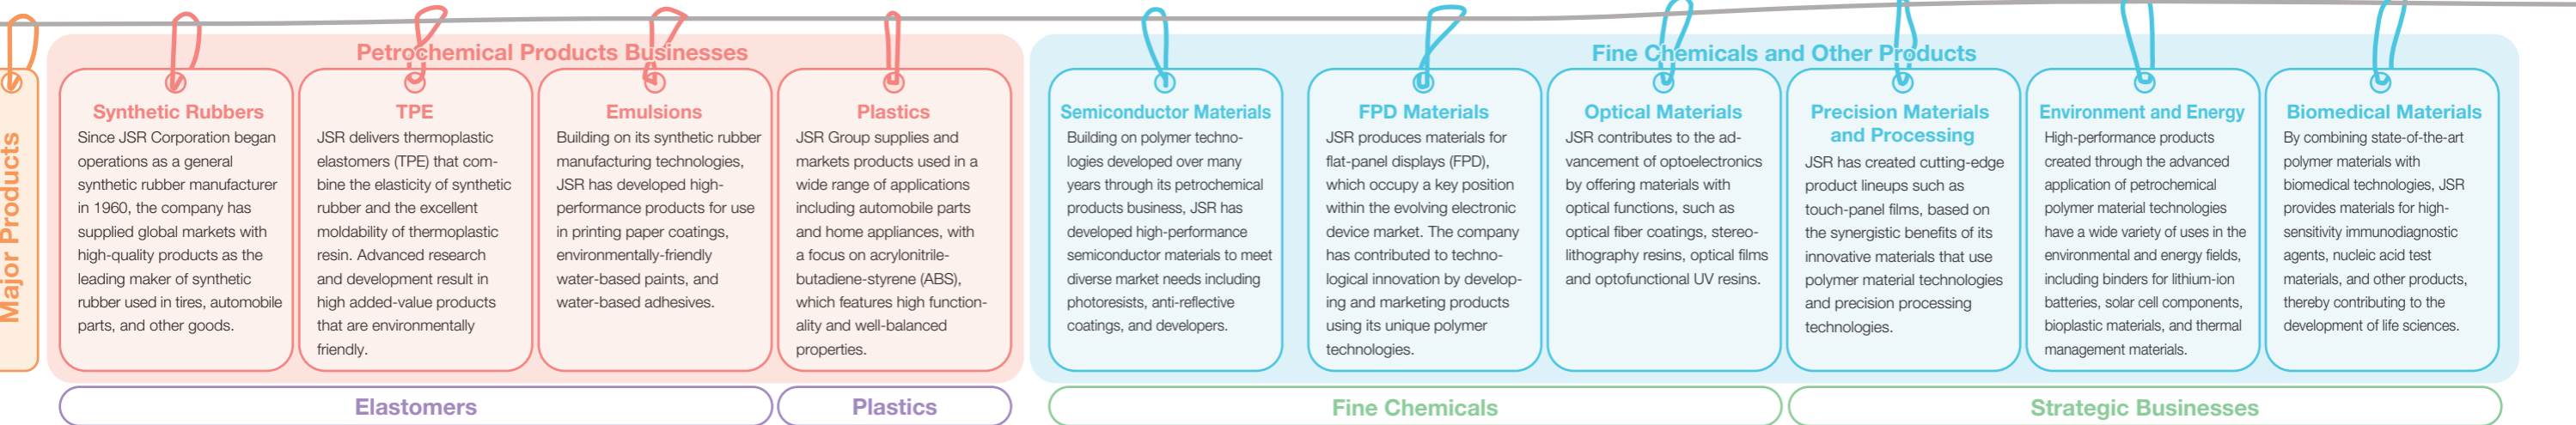 Major Products
Petrochemical Products Businesses
Synthetic Rubbers
Since JSR Corporation began
operations as a general
synthetic rubber manufacturer
in 1960, the company has
supplied global markets with
high-quality products as the
leading maker of synthetic
rubber used in tires, automobile
parts, and other goods.
TPE
JSR delivers thermoplastic
elastomers (TPE) that com-
bine the elasticity of synthetic
rubber and the excellent
moldability of thermoplastic
resin. Advanced research
and development result in
high added-value products
that are environmentally
friendly.
Emulsions
Building on its synthetic rubber
manufacturing technologies,
JSR has developed high-
performance products for use
in printing paper coatings,
environmentally-friendly
water-based paints, and
water-based adhesives.
Plastics
JSR Group supplies and
markets products used in a
wide range of applications
including automobile parts
and home appliances, with
a focus on acrylonitrile-
butadiene-styrene (ABS),
which features high function-
ality and well-balanced
properties.
Elastomers
Plastics
Fine Chemicals and Other Products
Semiconductor Materials
Building on polymer techno-
logies developed over many
years through its petrochemical
products business, JSR has
developed high-performance
semiconductor materials to meet
diverse market needs including
photoresists, anti-reflective
coatings, and developers.
FPD Materials
JSR produces materials for
flat-panel displays (FPD),
which occupy a key position
within the evolving electronic
device market. The company
has contributed to techno-
logical innovation by develop-
ing and marketing products
using its unique polymer
technologies.
Optical Materials
JSR contributes to the ad-
vancement of optoelectronics
by offering materials with
optical functions, such as
optical fiber coatings, stereo-
lithography resins, optical films
and optofunctional UV resins.
Precision Materials
and Processing
JSR has created cutting-edge
product lineups such as
touch-panel films, based on
the synergistic benefits of its
innovative materials that use
polymer material technologies
and precision processing
technologies.
Environment and Energy
High-performance products
created through the advanced
application of petrochemical
polymer material technologies
have a wide variety of uses in the
environmental and energy fields,
including binders for lithium-ion
batteries, solar cell components,
bioplastic materials, and thermal
management materials.
Biomedical Materials
By combining state-of-the-art
polymer materials with
biomedical technologies, JSR
provides materials for high-
sensitivity immunodiagnostic
agents, nucleic acid test
materials, and other products,
thereby contributing to the
development of life sciences.
Fine Chemicals
Strategic Businesses